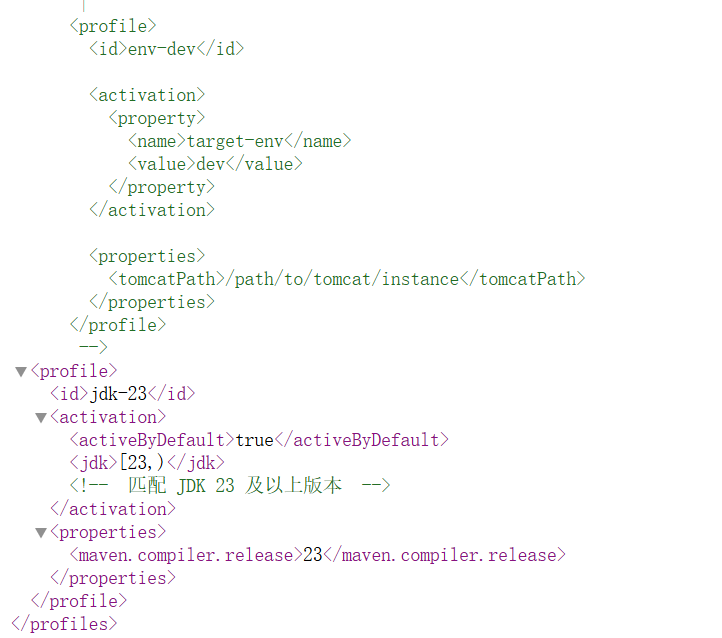 <profile>
<id>env-dev</id>
<activation>
<property>
<name>target-env</name>
<value>dev</value>
</property>
</activation>
<properties>
<tomcatPath>/path/to/tomcat/instance</tomcatPath>
</properties>
</profile>
-->
▼<profile>
<id>jdk-23</id>
▼<activation>
<activeByDefault>true</activeByDefault>
<jdk>[23,)</jdk>
<!-- 匹配 JDK 23 及以上版本 -->
</activation>
▼<properties>
<maven.compiler.release>23</maven.compiler.release>
</properties>
</profile>
</profiles>